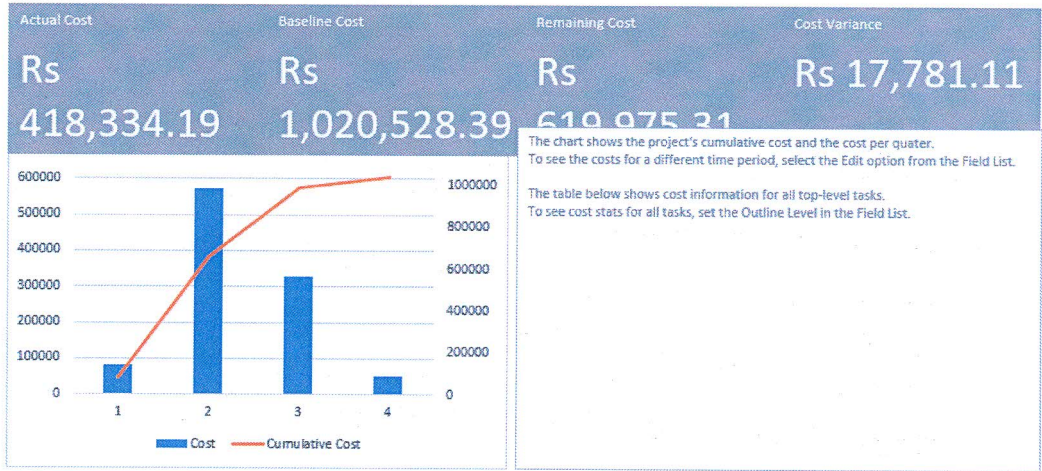 Actual Cost
Rs
418,334.19
Baseline Cost
Rs
1,020,528.39
Remaining Cost
Rs
619,975.31
Cost Variance
Rs 17,781.11
The chart shows the project's cumulative cost and the cost per quater.
To see the costs for a different time period, select the Edit option from the Field List.
The table below shows cost information for all top-level tasks.
To see cost stats for all tasks, set the Outline Level in the Field List.
600000
500000
400000
300000
200000
100000
0
1000000
800000
600000
400000
200000
0
1 2 3 4
Cost Cumulative Cost